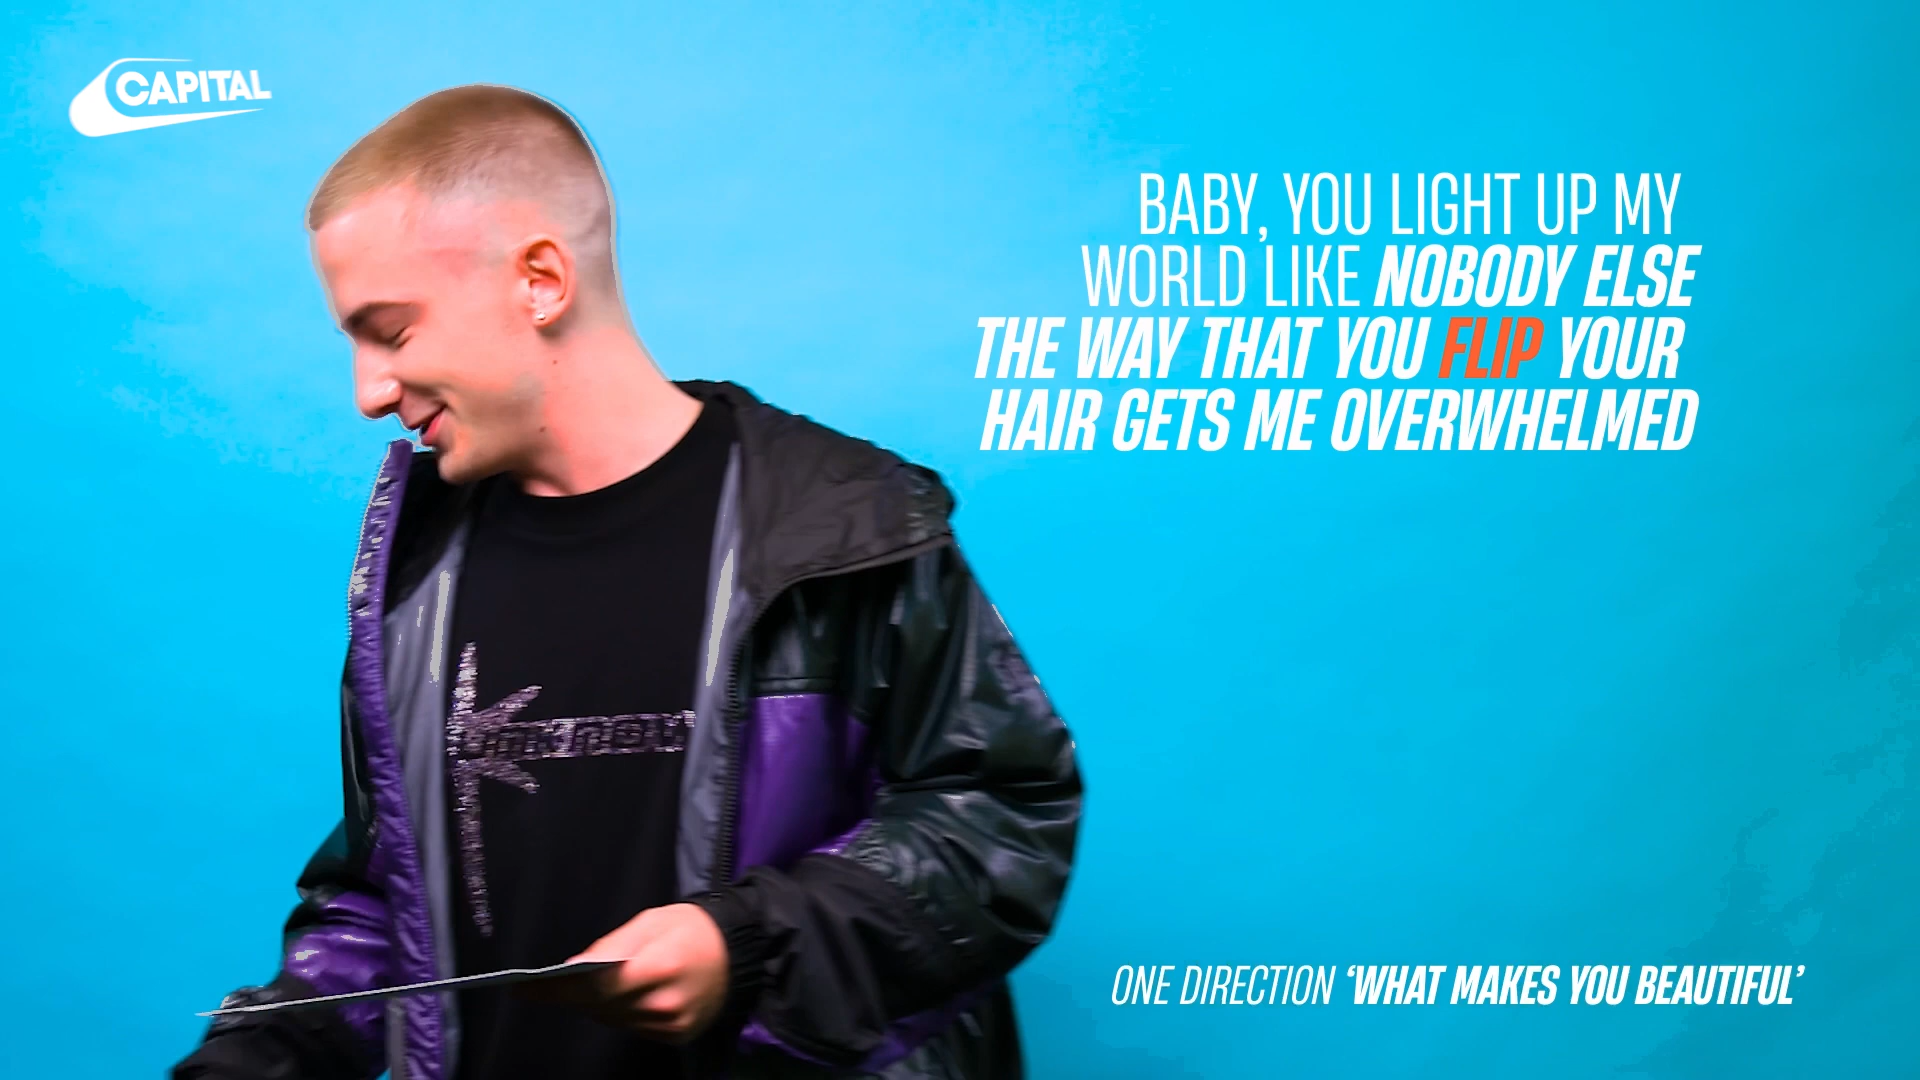 CAPITAL
BABY, YOU LIGHT UP MY
WORLD LIKE NOBODY ELSE
THE WAY THAT YOU FLIP YOUR
HAIR GETS ME OVERWHELMED
ONE DIRECTION ‘WHAT MAKES YOU BEAUTIFUL’